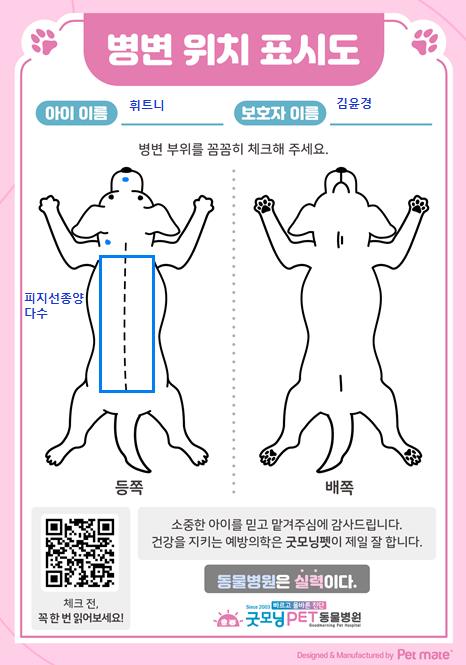 병변 위치 표시도
아이 이름 휘트니 보호자 이름 김윤경
병변 부위를 꼼꼼히 체크해 주세요.
피지선종양
다수
등쪽 배쪽
소중한 아이를 믿고 맡겨주심에 감사드립니다.
건강을 지키는 예방의학은 굿모닝펫이 제일 잘 합니다.
동물병원은 실력이다.
체크 전,
꼭 한 번 읽어보세요!
Since 2003 빠르고 올바른 진단
굿모닝PET동물병원
Goodmorning Pet Hospital
Designed & Manufactured by Pet mate